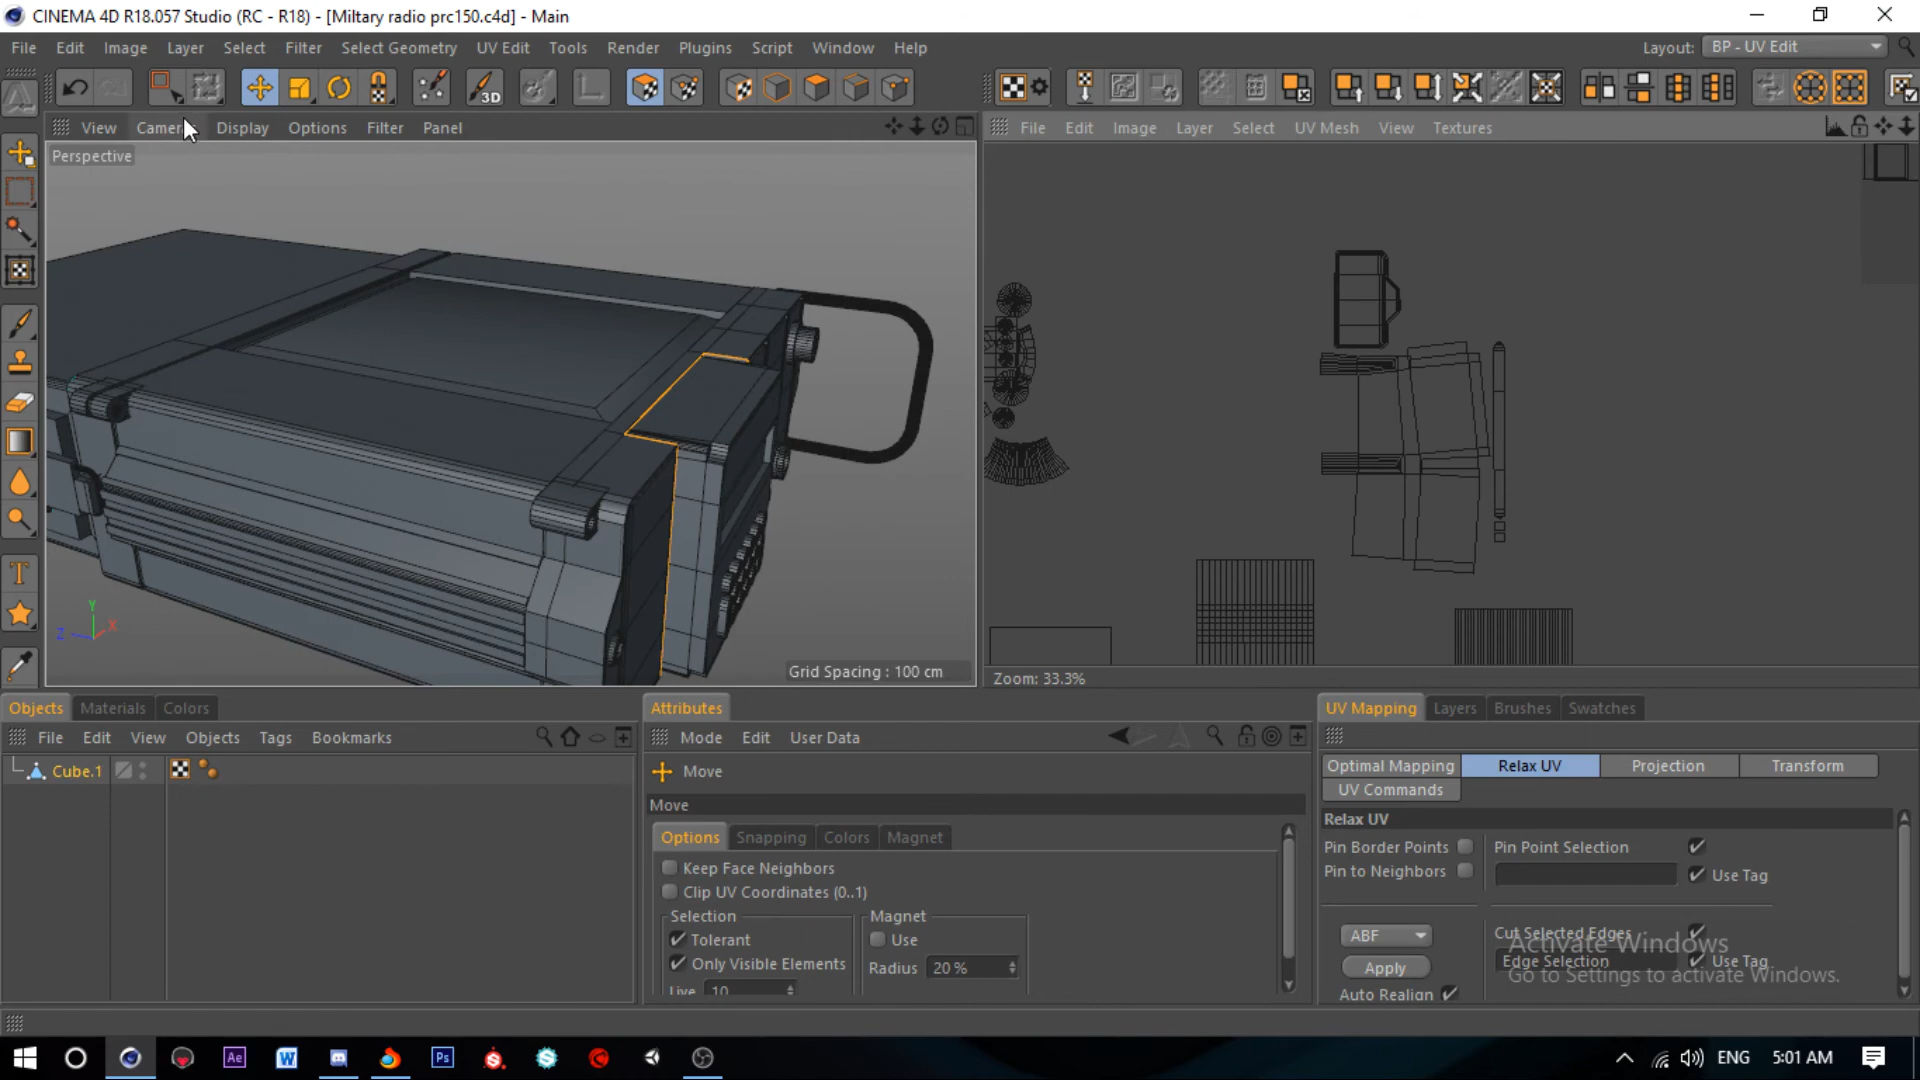 CINEMA 4D R18.057 Studio (RC - R18) - [Miltary radio prc150.c4d] - Main
File Edit Image Layer Select Filter Select Geometry UV Edit Tools Render Plugins Script Window Help Layout: BP - UV Edit
3D
View Camera Display Options Filter Panel
File Edit Image Layer Select UV Mesh View Textures
Perspective
Y
Z X
Grid Spacing : 100 cm
Zoom: 33.3%
Objects Materials Colors
Attributes
UV Mapping Layers Brushes Swatches
File Edit View Objects Tags Bookmarks
Mode Edit User Data
Cube.1
Move
Optimal Mapping Relax UV Projection Transform
UV Commands
Move
Relax UV
Options Snapping Colors Magnet
Pin Border Points Pin Point Selection
Keep Face Neighbors
Pin to Neighbors Use Tag
Clip UV Coordinates (0..1)
Selection Magnet
Tolerant Use
ABF Cut Selected Edges
Only Visible Elements Radius 20 %
Edge Selection Use Tag
Apply
Live 10
Auto Realign
Activate Windows
Go to Settings to activate Windows.
Ae W Ps ENG 5:01 AM